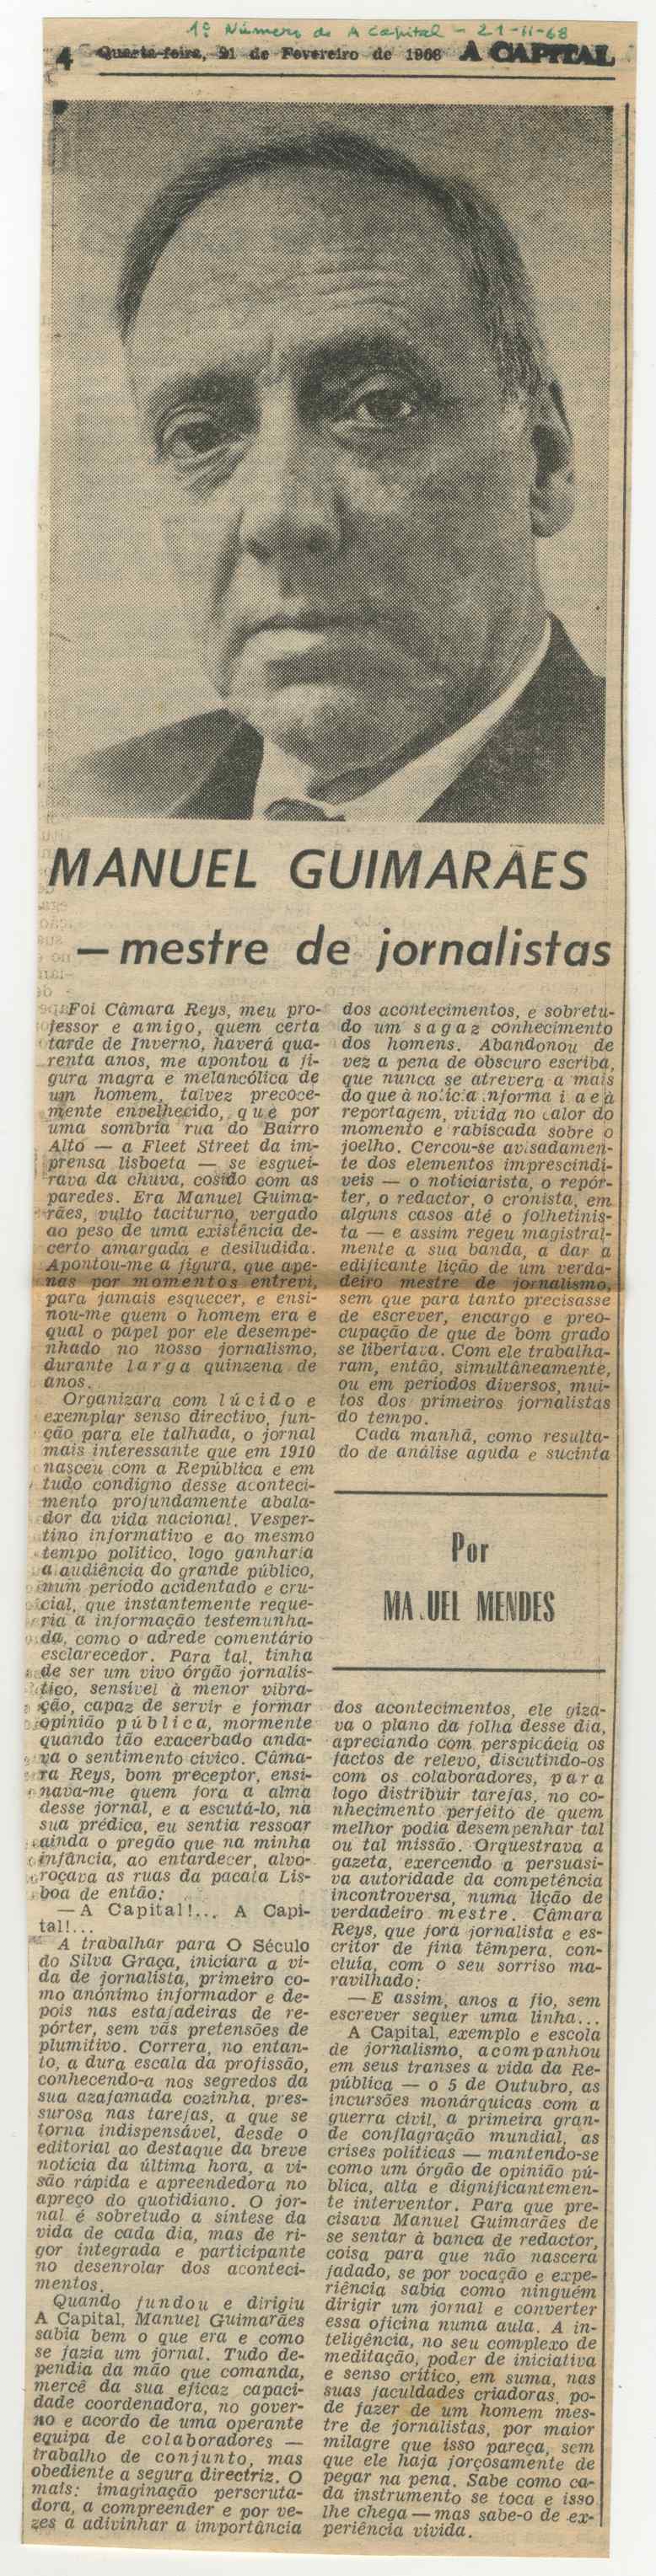 1º Número de A Capital - 21-II-68
4 Quarta-feira, 21 de Fevereiro de 1968 A CAPITAL
MANUEL GUIMARÃES
— mestre de jornalistas
Foi Câmara Reys, meu pro-
fessor e amigo, quem certa
tarde de Inverno, haverá qua-
renta anos, me apontou a fi-
gura magra e melancólica de
um homem, talvez precoce-
mente envelhecido, que por
uma sombria rua do Bairro
Alto — a Fleet Street da im-
prensa lisboeta — se esguei-
rava da chuva, cosido com as
paredes. Era Manuel Guima-
rães, vulto taciturno, vergado
ao peso de uma existência de-
certo amargada e desiludida.
Apontou-me a figura, que ape-
nas por momentos entrevi,
para jamais esquecer, e ensi-
nou-me quem o homem era e
qual o papel por ele desempe-
nhado no nosso jornalismo,
durante larga quinzena de
anos.
Organizara com lúcido e
exemplar senso directivo, fun-
ção para ele talhada, o jornal
mais interessante que em 1910
nasceu com a República e em
tudo condigno desse aconteci-
mento profundamente abala-
dor da vida nacional. Vesper-
tino informativo e ao mesmo
tempo político, logo ganharia
a audiência do grande público,
num período acidentado e cru-
cial, que instantemente reque-
ria a informação testemunha-
da, como o adrede comentário
esclarecedor. Para tal, tinha
de ser um vivo órgão jornalís-
tico, sensível à menor vibra-
ção, capaz de servir e formar
opinião pública, mormente
quando tão exacerbado anda-
va o sentimento cívico. Câma-
ra Reys, bom preceptor, ensi-
nava-me quem fora a alma
desse jornal, e a escutá-lo, na
sua prédica, eu sentia ressoar
ainda o pregão que na minha
infância, ao entardecer, alvo-
roçava as ruas da pacata Lis-
boa de então:
— A Capital!... A Capi-
tal!...
A trabalhar para O Século
do Silva Graça, iniciara a vi-
da de jornalista, primeiro co-
mo anónimo informador e de-
pois nas estafadeiras de re-
pórter, sem vãs pretensões de
plumitivo. Correra, no entan-
to, a dura escala da profissão,
conhecendo-a nos segredos da
sua azafamada cozinha, pres-
surosa nas tarefas, a que se
torna indispensável, desde o
editorial ao destaque da breve
notícia da última hora, a vi-
são rápida e apreendedora no
apreço do quotidiano. O jor-
nal é sobretudo a síntese da
vida de cada dia, mas de ri-
gor integrada e participante
no desenrolar dos aconteci-
mentos.
Quando fundou e dirigiu
A Capital, Manuel Guimarães
sabia bem o que era e como
se fazia um jornal. Tudo de-
pendia da mão que comanda,
mercê da sua eficaz capaci-
dade coordenadora, no gover-
no e acordo de uma operante
equipa de colaboradores —
trabalho de conjunto, mas
obediente a segura directriz. O
mais: imaginação perscruta-
dora, a compreender e por ve-
zes a adivinhar a importância
dos acontecimentos, e sobretu-
do um sagaz conhecimento
dos homens. Abandonou de
vez a pena de obscuro escriba,
que nunca se atrevera a mais
do que à notícia informa i a e à
reportagem, vivida no calor do
momento e rabiscada sobre o
joelho. Cercou-se avisadamen-
te dos elementos imprescindí-
veis — o noticiarista, o repór-
ter, o redactor, o cronista, em
alguns casos até o folhetinis-
ta — e assim regeu magistral-
mente a sua banda, a dar a
edificante lição de um verda-
deiro mestre de jornalismo,
sem que para tanto precisasse
de escrever, encargo e preo-
cupação de que de bom grado
se libertava. Com ele trabalha-
ram, então, simultâneamente,
ou em períodos diversos, mui-
tos dos primeiros jornalistas
do tempo.
Cada manhã, como resulta-
do de análise aguda e sucinta
Por
MA.UEL MENDES
dos acontecimentos, ele giza-
va o plano da folha desse dia,
apreciando com perspicácia os
factos de relevo, discutindo-os
com os colaboradores, para
logo distribuir tarefas, no co-
nhecimento perfeito de quem
melhor podia desempenhar tal
ou tal missão. Orquestrava a
gazeta, exercendo a persuasi-
va autoridade da competência
incontroversa, numa lição de
verdadeiro mestre. Câmara
Reys, que fora jornalista e es-
critor de fina têmpera, con-
cluía, com o seu sorriso ma-
ravilhado:
— E assim, anos a fio, sem
escrever sequer uma linha...
A Capital, exemplo e escola
de jornalismo, acompanhou
em seus transes a vida da Re-
pública — o 5 de Outubro, as
incursões monárquicas com a
guerra civil, a primeira gran-
de conflagração mundial, as
crises políticas — mantendo-se
como um órgão de opinião pú-
blica, alta e dignificantemen-
te interventor. Para que pre-
cisava Manuel Guimarães de
se sentar à banca de redactor,
coisa para que não nascera
fadado, se por vocação e expe-
riência sabia como ninguém
dirigir um jornal e converter
essa oficina numa aula. A in-
teligência, no seu complexo de
meditação, poder de iniciativa
e senso crítico, em suma, nas
suas faculdades criadoras, po-
de fazer de um homem mes-
tre de jornalistas, por maior
milagre que isso pareça, sem
que ele haja forçosamente de
pegar na pena. Sabe como ca-
da instrumento se toca e isso
lhe chega — mas sabe-o de ex-
periência vivida.